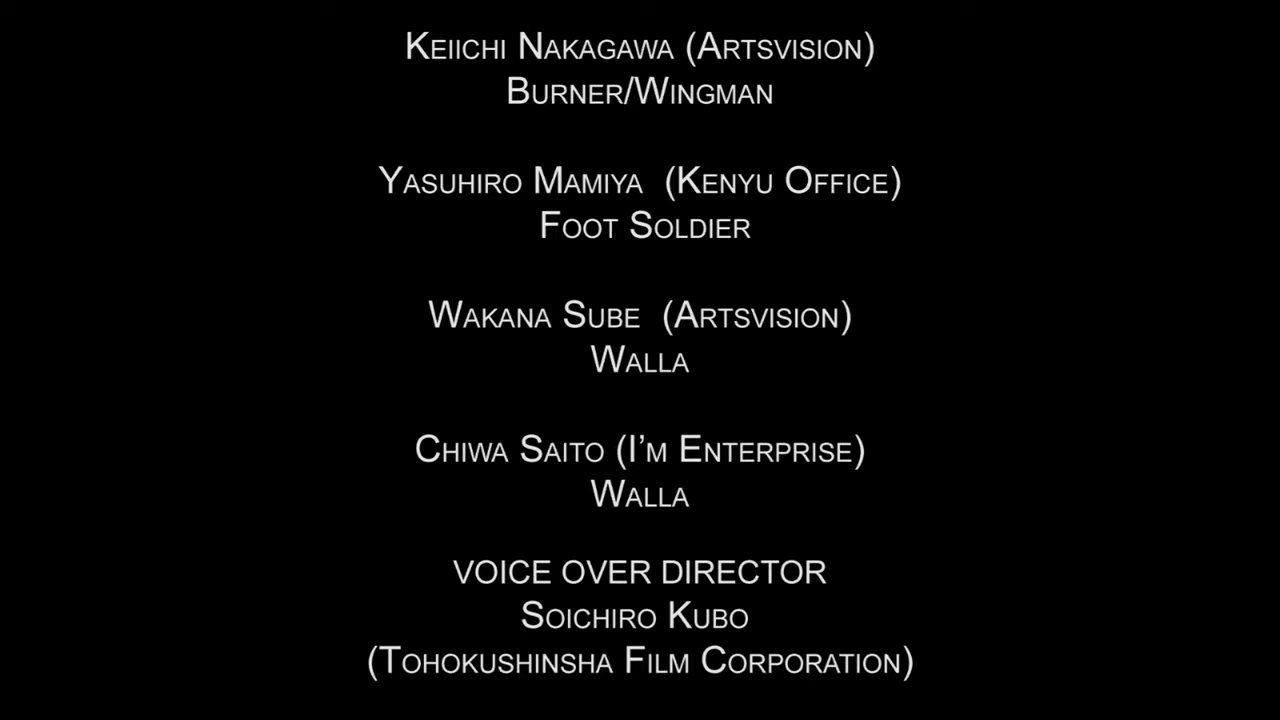 Keiichi Nakagawa (Artsvision)
Burner/Wingman
Yasuhiro Mamiya (Kenyu Office)
Foot Soldier
Wakana Sube (Artsvision)
Walla
Chiwa Saito (I’m Enterprise)
Walla
VOICE OVER DIRECTOR
Soichiro Kubo
(Tohokushinsha Film Corporation)